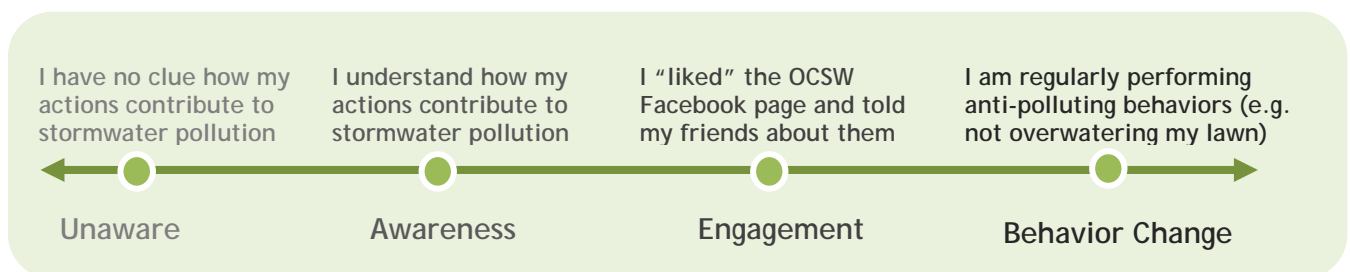 I have no clue how my
actions contribute to
stormwater pollution
I understand how my
actions contribute to
stormwater pollution
I “liked” the OCSW
Facebook page and told
my friends about them
I am regularly performing
anti-polluting behaviors (e.g.
not overwatering my lawn)
Unaware
Awareness
Engagement
Behavior Change